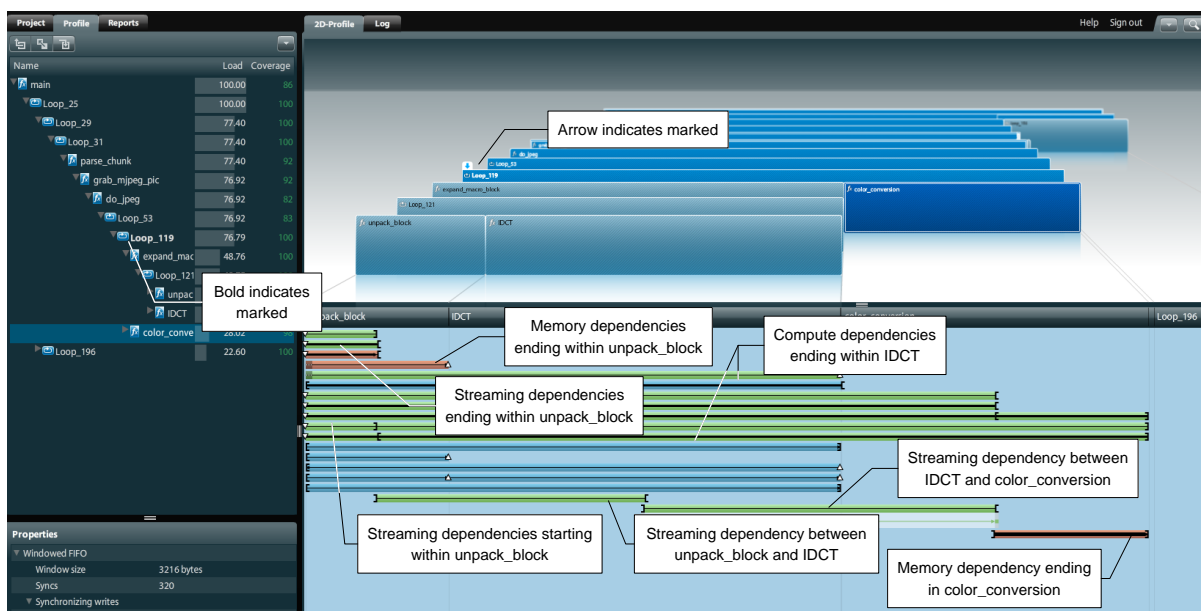 Project Profile Reports
2D-Profile Log
Help Sign out
Name Load Coverage
main 100.00 86
Loop_25 100.00 100
Loop_29 77.40 100
Loop_31 77.40 100
parse_chunk 77.40 92
grab_mjpeg_pic 76.92 92
do_jpeg 76.92 82
Loop_53 76.92 83
Loop_119 76.79 100
expand_mac 48.76 100
Loop_121
unpac
IDCT
color_conve 28.02 98
Loop_196 22.60 100
Bold indicates
marked
Arrow indicates marked
do_jpeg
Loop_53
Loop_119
expand_macro_block
Loop_121
unpack_block
IDCT
color_conversion
IDCT
Loop_196
Memory dependencies
ending within unpack_block
Compute dependencies
ending within IDCT
Streaming dependencies
ending within unpack_block
Streaming dependency between
IDCT and color_conversion
Streaming dependencies starting
within unpack_block
Streaming dependency between
unpack_block and IDCT
Memory dependency ending
in color_conversion
Properties
Windowed FIFO
Window size 3216 bytes
Syncs 320
Synchronizing writes